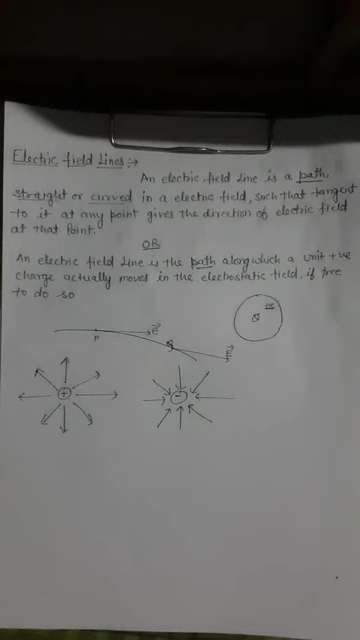 Electric field Lines :→
An electric field Line is a path,
straight or curved in a electric field, such that tangent
to it at any point gives the direction of electric field
at that Point.
OR
An electric field Line is the path along which a unit +ve
charge actually moves in the electrostatic field, if free
to do so
P
E
E
+
-